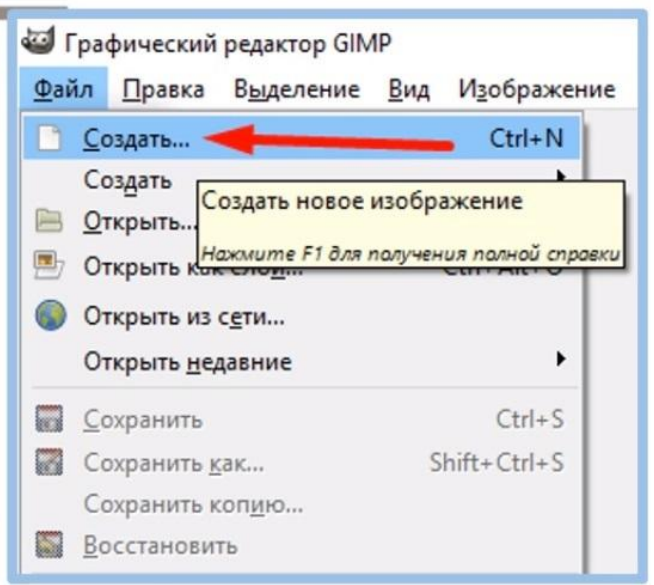 Графический редактор GIMP
Файл Правка Выделение Вид Изображение
Создать... Ctrl+N
Создать
Создать новое изображение
Открыть...
Нажмите F1 для получения полной справки
Открыть как
Открыть из сети...
Открыть недавние
Сохранить Ctrl+S
Сохранить как... Shift+Ctrl+S
Сохранить копию...
Восстановить